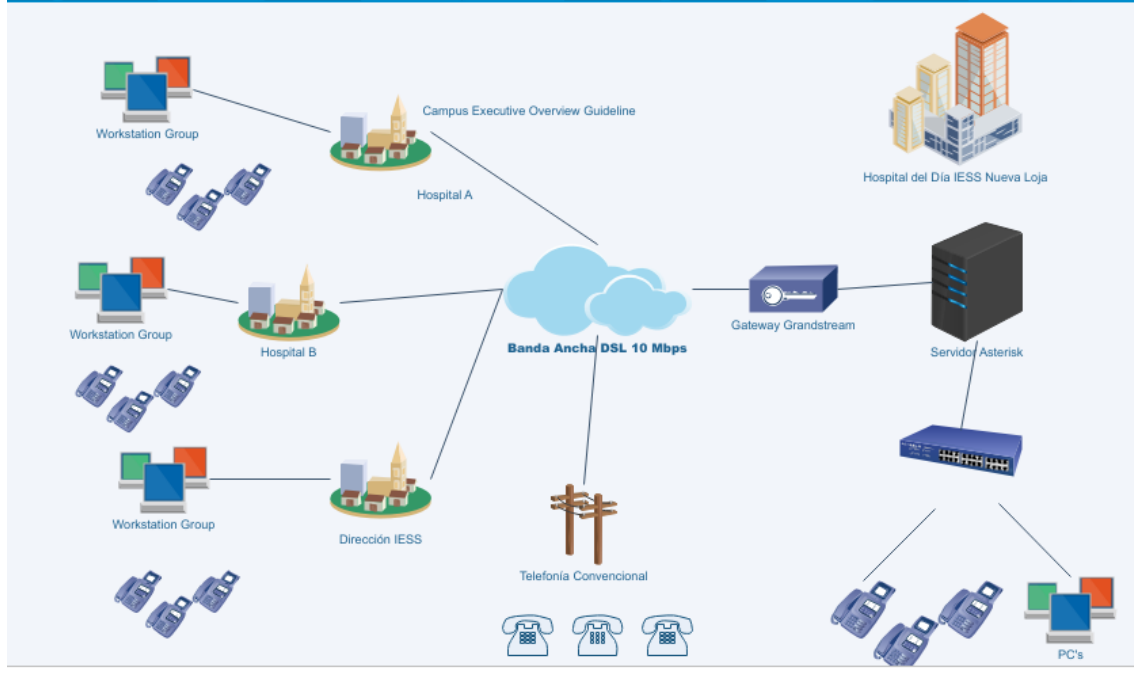 Campus Executive Overview Guideline
Workstation Group
Hospital A
Hospital del Día IESS Nueva Loja
Workstation Group
Hospital B
Banda Ancha DSL 10 Mbps
Gateway Grandstream
Servidor Asterisk
Workstation Group
Dirección IESS
Telefonía Convencional
PC's